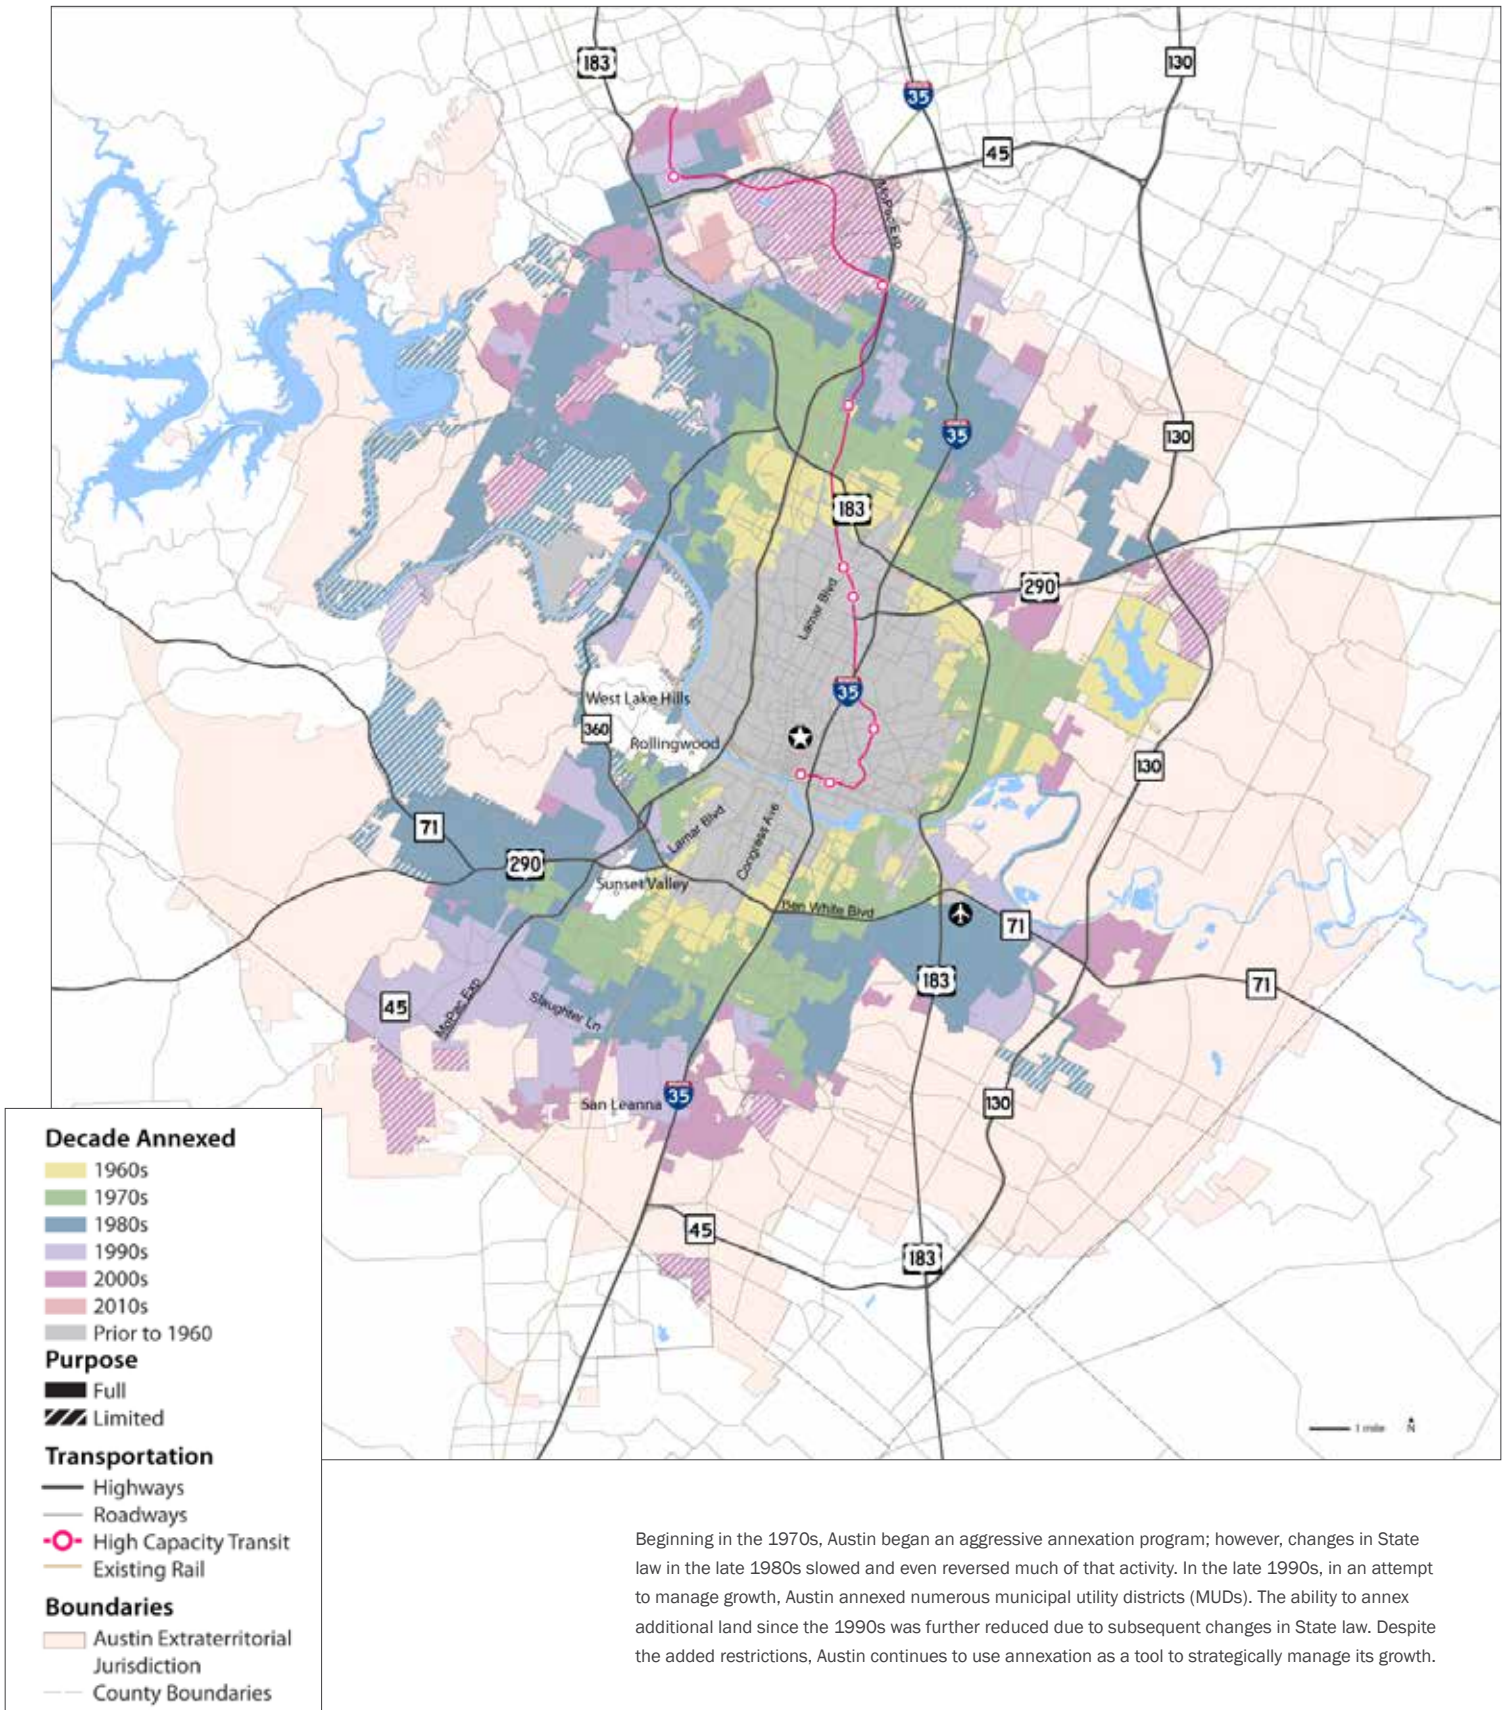 183
35
130
45
MoPac Exp
35
130
183
290
Lamar Blvd
35
West Lake Hills
360
Rollingwood
130
71
Lamar Blvd
Congress Ave
290
Sunset Valley
Ben White Blvd
71
183
71
45
MoPac Exp
Slaughter Ln
San Leanna
35
130
45
183
1 mile
N
Decade Annexed
1960s
1970s
1980s
1990s
2000s
2010s
Prior to 1960
Purpose
Full
Limited
Transportation
Highways
Roadways
High Capacity Transit
Existing Rail
Boundaries
Austin Extraterritorial
Jurisdiction
County Boundaries
Beginning in the 1970s, Austin began an aggressive annexation program; however, changes in State
law in the late 1980s slowed and even reversed much of that activity. In the late 1990s, in an attempt
to manage growth, Austin annexed numerous municipal utility districts (MUDs). The ability to annex
additional land since the 1990s was further reduced due to subsequent changes in State law. Despite
the added restrictions, Austin continues to use annexation as a tool to strategically manage its growth.